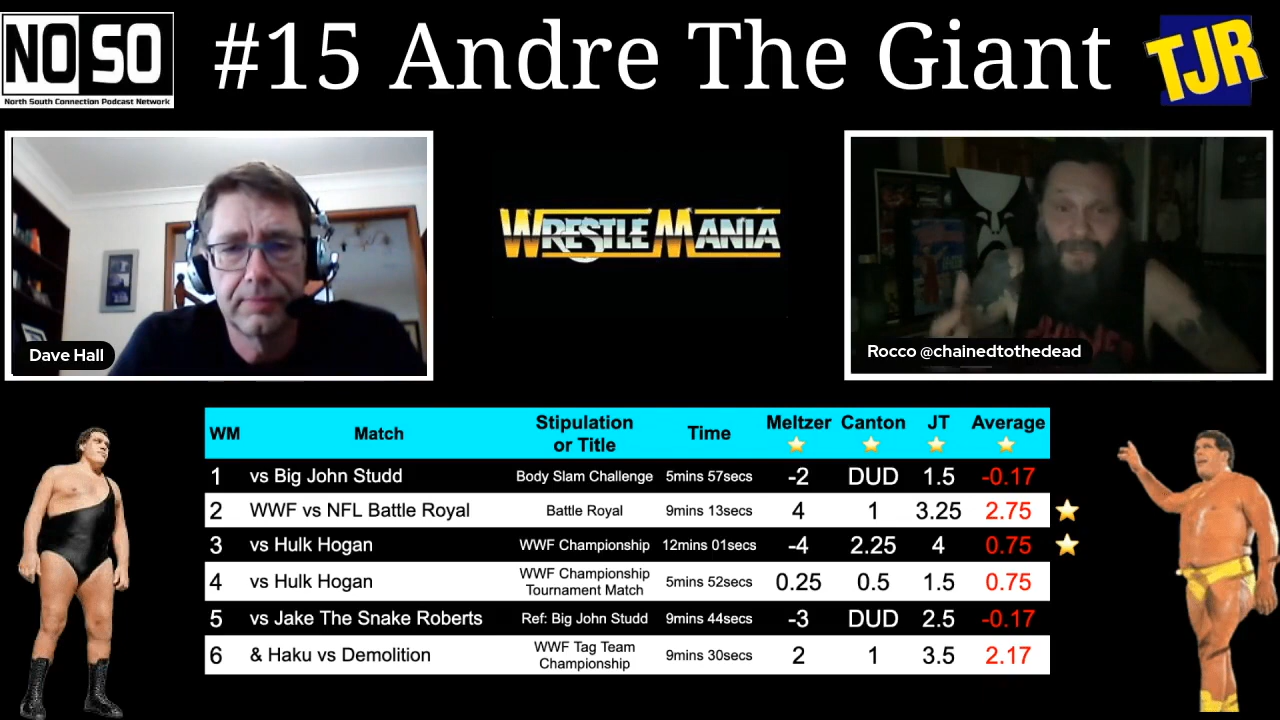 NO SO
North South Connection Podcast Network
#15 Andre The Giant
TJR
WRESTLEMANIA
Dave Hall
Rocco @chainedtothedead
WM Match Stipulation or Title Time Meltzer Canton JT Average
1 vs Big John Studd Body Slam Challenge 5mins 57secs -2 DUD 1.5 -0.17
2 WWF vs NFL Battle Royal Battle Royal 9mins 13secs 4 1 3.25 2.75
3 vs Hulk Hogan WWF Championship 12mins 01secs -4 2.25 4 0.75
4 vs Hulk Hogan WWF Championship Tournament Match 5mins 52secs 0.25 0.5 1.5 0.75
5 vs Jake The Snake Roberts Ref: Big John Studd 9mins 44secs -3 DUD 2.5 -0.17
6 & Haku vs Demolition WWF Tag Team Championship 9mins 30secs 2 1 3.5 2.17